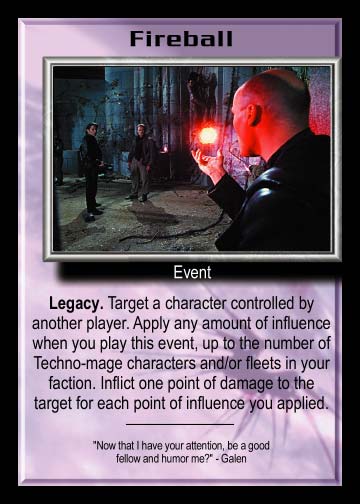 Fireball
Event
Legacy. Target a character controlled by
another player. Apply any amount of influence
when you play this event, up to the number of
Techno-mage characters and/or fleets in your
faction. Inflict one point of damage to the
target for each point of influence you applied.
"Now that I have your attention, be a good
fellow and humor me?" - Galen